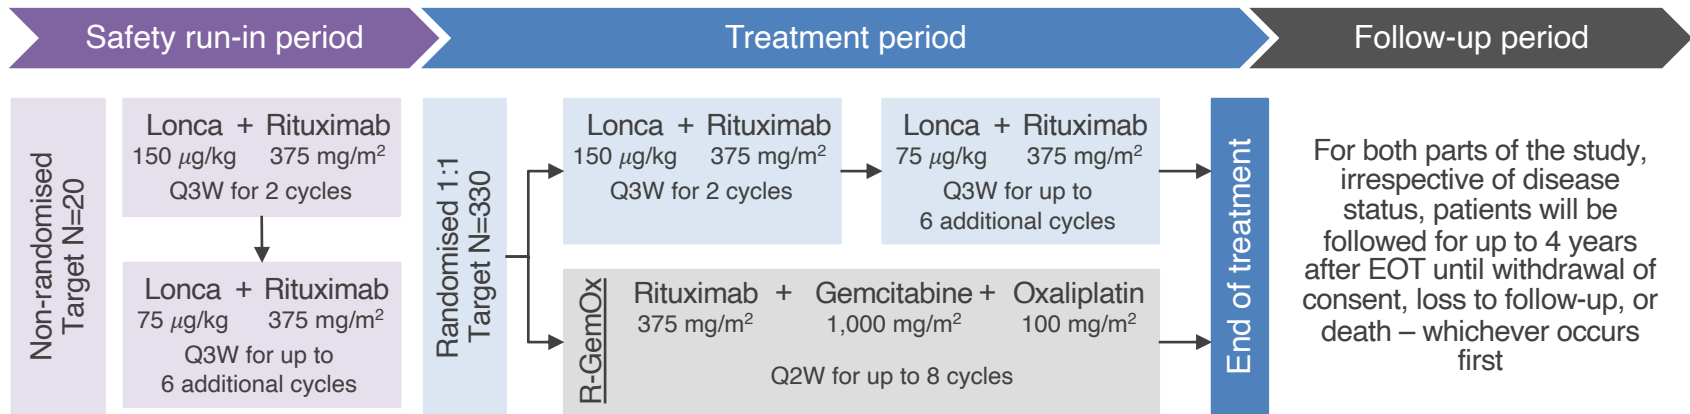 Safety run-in period
Treatment period
Follow-up period
Non-randomised
Target N=20
Lonca + Rituximab
150 µg/kg 375 mg/m²
Q3W for 2 cycles
Lonca + Rituximab
75 µg/kg 375 mg/m²
Q3W for up to
6 additional cycles
Randomised 1:1
Target N=330
Lonca + Rituximab
150 µg/kg 375 mg/m²
Q3W for 2 cycles
Lonca + Rituximab
75 µg/kg 375 mg/m²
Q3W for up to
6 additional cycles
R-GemOx
Rituximab + Gemcitabine + Oxaliplatin
375 mg/m² 1,000 mg/m² 100 mg/m²
Q2W for up to 8 cycles
End of treatment
For both parts of the study,
irrespective of disease
status, patients will be
followed for up to 4 years
after EOT until withdrawal of
consent, loss to follow-up, or
death – whichever occurs
first